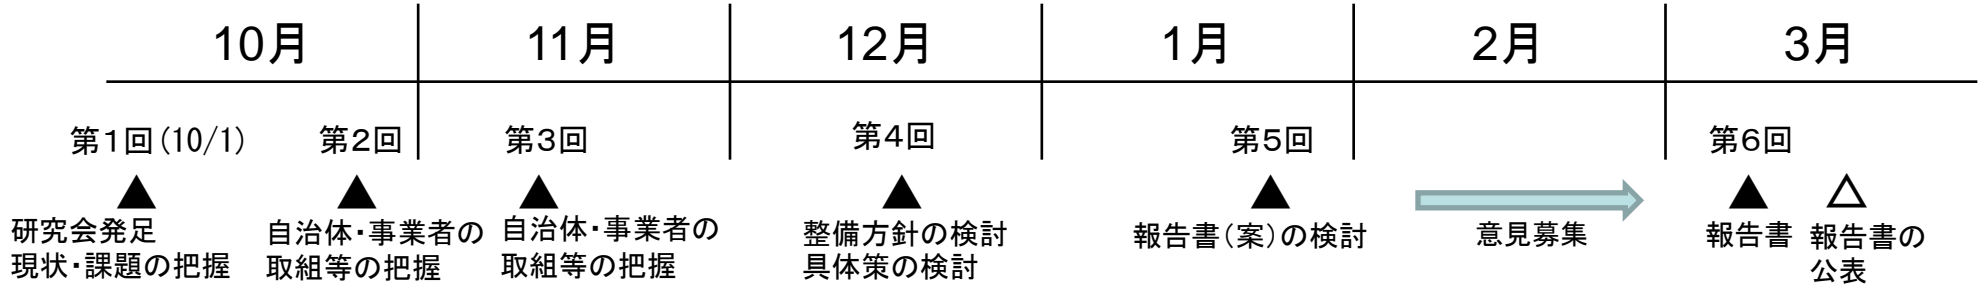 10月 11月 12月 1月 2月 3月
第1回(10/1) 第2回 第3回 第4回 第5回 第6回
研究会発足
現状・課題の把握
自治体・事業者の
取組等の把握
自治体・事業者の
取組等の把握
整備方針の検討
具体策の検討
報告書(案)の検討
意見募集
報告書
報告書の
公表